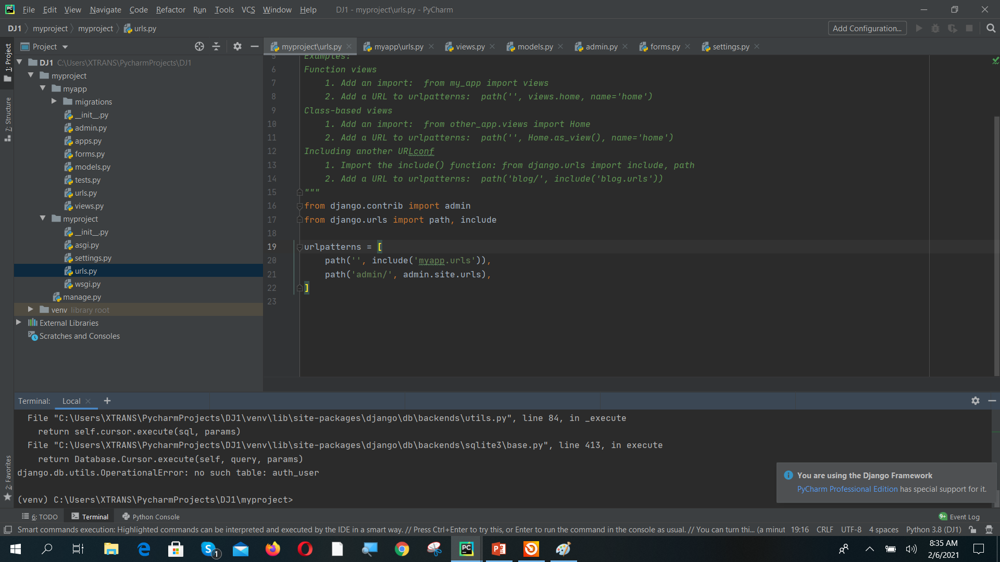 File Edit View Navigate Code Refactor Run Tools VCS Window Help DJ1 - myproject\urls.py - PyCharm
DJ1 myproject myproject urls.py
Add Configuration...
Project
myproject\urls.py myapp\urls.py views.py models.py admin.py forms.py settings.py
1: Project
7: Structure
2: Favorites
DJ1 C:\Users\XTRANS\PycharmProjects\DJ1
myproject
myapp
migrations
__init__.py
admin.py
apps.py
forms.py
models.py
tests.py
urls.py
views.py
myproject
__init__.py
asgi.py
settings.py
urls.py
wsgi.py
manage.py
venv library root
External Libraries
Scratches and Consoles
5 Examples:
6 Function views
7 1. Add an import:  from my_app import views
8 2. Add a URL to urlpatterns:  path('', views.home, name='home')
9 Class-based views
10 1. Add an import:  from other_app.views import Home
11 2. Add a URL to urlpatterns:  path('', Home.as_view(), name='home')
12 Including another URLconf
13 1. Import the include() function: from django.urls import include, path
14 2. Add a URL to urlpatterns:  path('blog/', include('blog.urls'))
15 """
16 from django.contrib import admin
17 from django.urls import path, include
18
19 urlpatterns = [
20 path('', include('myapp.urls')),
21 path('admin/', admin.site.urls),
22 ]
23
Terminal: Local
File "C:\Users\XTRANS\PycharmProjects\DJ1\venv\lib\site-packages\django\db\backends\utils.py", line 84, in _execute
return self.cursor.execute(sql, params)
File "C:\Users\XTRANS\PycharmProjects\DJ1\venv\lib\site-packages\django\db\backends\sqlite3\base.py", line 413, in execute
return Database.Cursor.execute(self, query, params)
django.db.utils.OperationalError: no such table: auth_user
(venv) C:\Users\XTRANS\PycharmProjects\DJ1\myproject>
You are using the Django Framework
PyCharm Professional Edition has special support for it.
6: TODO Terminal Python Console 9+ Event Log
Smart commands execution: Highlighted commands can be interpreted and executed by the IDE in a smart way. // Press Ctrl+Enter to try this, or Enter to run the command in the console as usual. // You can turn thi... (a minut 19:16 CRLF UTF-8 4 spaces Python 3.8 (DJ1)
1
PC
8:35 AM
2/6/2021